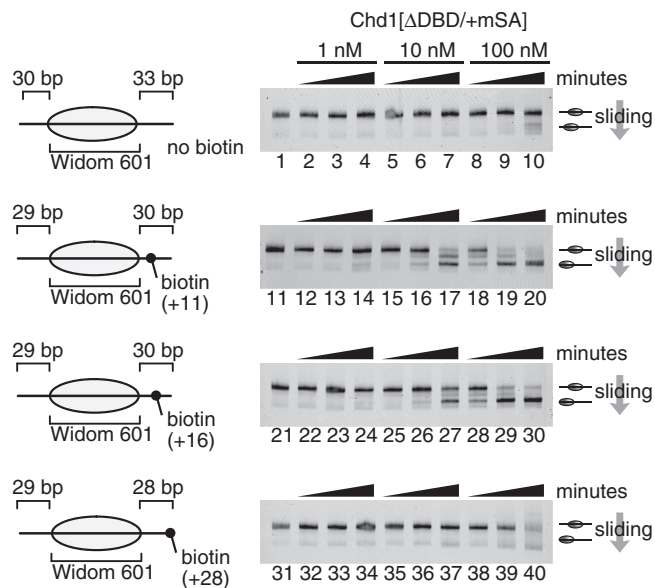 Chd1[ΔDBD/+mSA]
1 nM 10 nM 100 nM
30 bp 33 bp minutes
sliding
no biotin
Widom 601
1 2 3 4 5 6 7 8 9 10
29 bp 30 bp minutes
sliding
biotin
(+11)
Widom 601
11 12 13 14 15 16 17 18 19 20
29 bp 30 bp minutes
sliding
biotin
(+16)
Widom 601
21 22 23 24 25 26 27 28 29 30
29 bp 28 bp minutes
sliding
biotin
(+28)
Widom 601
31 32 33 34 35 36 37 38 39 40